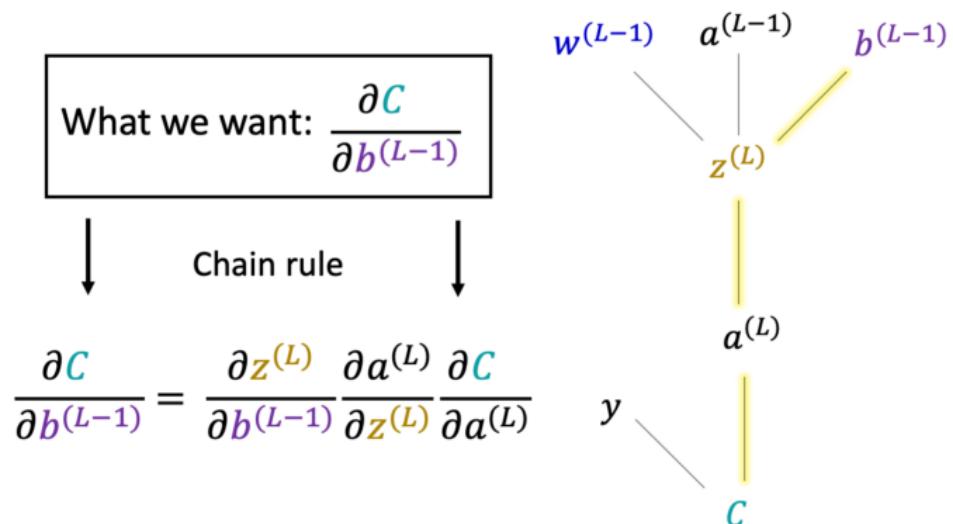 What we want: ∂C/∂b^(L−1)
Chain rule
∂C/∂b^(L−1) = ∂z^(L)/∂b^(L−1) ∂a^(L)/∂z^(L) ∂C/∂a^(L)
w^(L−1) a^(L−1) b^(L−1)
z^(L)
a^(L)
y
C